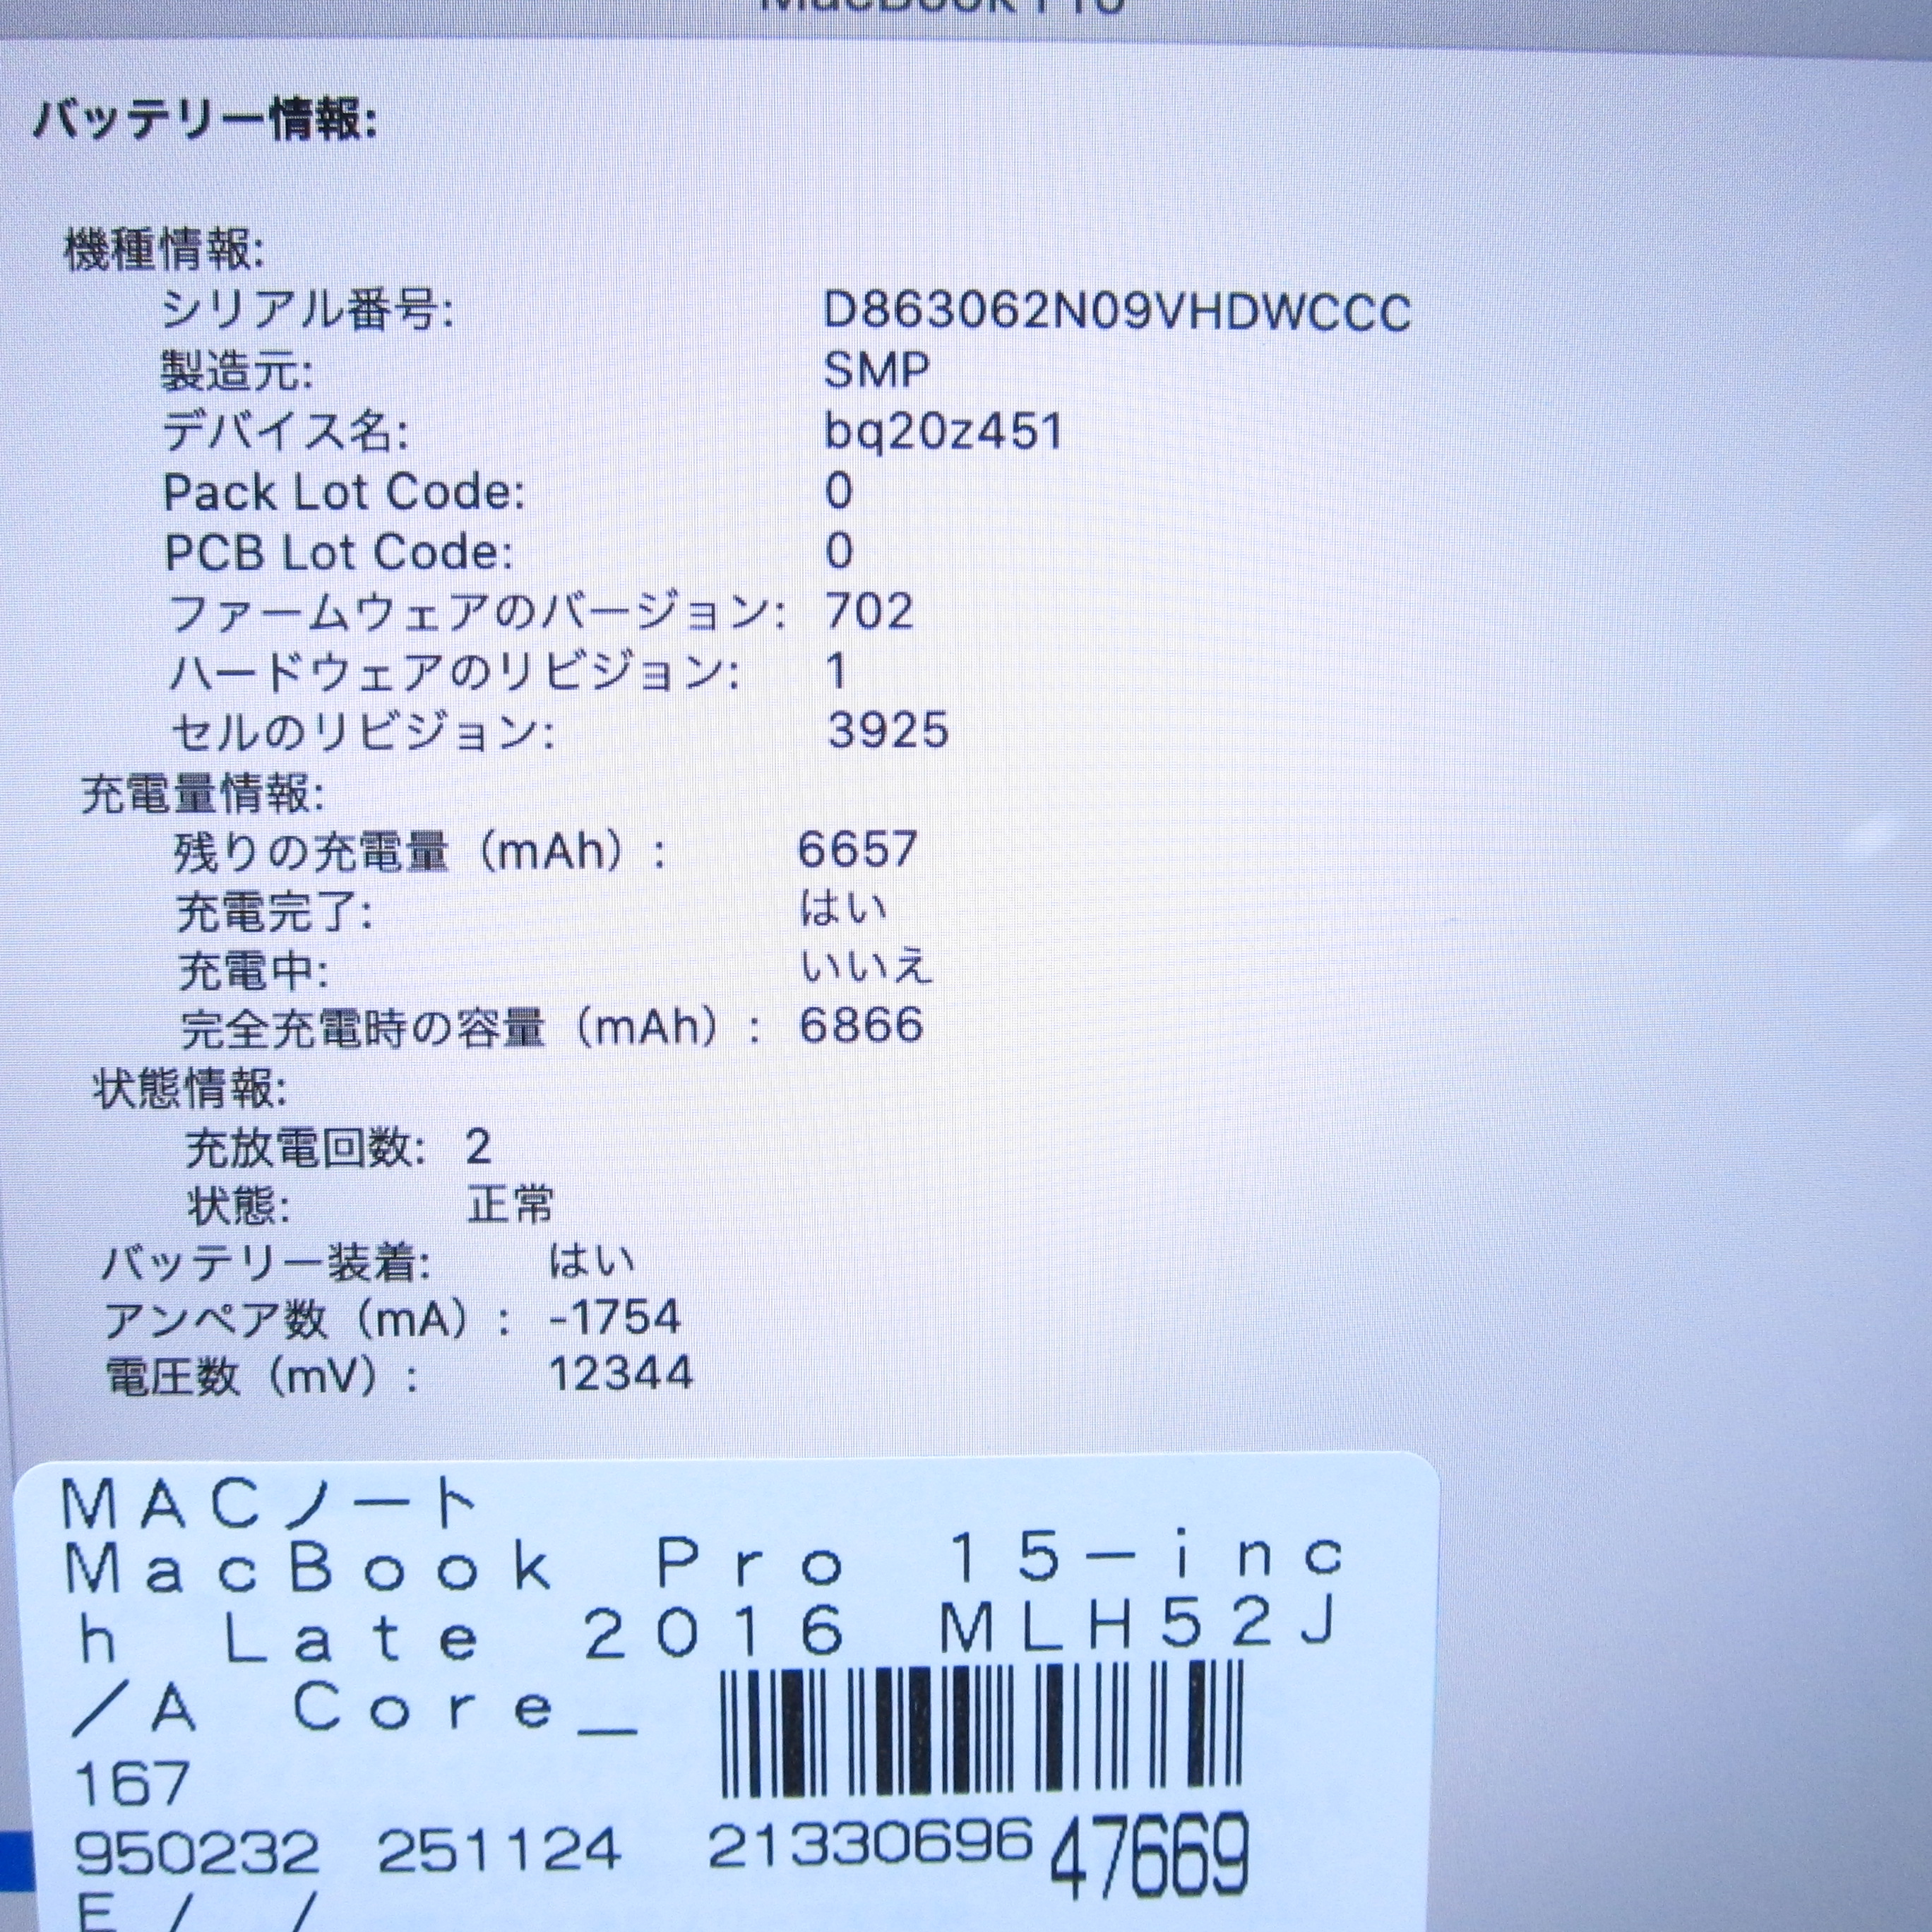 MacBook Pro
バッテリー情報:
機種情報:
シリアル番号: D863062N09VHDWCCC
製造元: SMP
デバイス名: bq20z451
Pack Lot Code: 0
PCB Lot Code: 0
ファームウェアのバージョン: 702
ハードウェアのリビジョン: 1
セルのリビジョン: 3925
充電量情報:
残りの充電量（mAh）: 6657
充電完了: はい
充電中: いいえ
完全充電時の容量（mAh）: 6866
状態情報:
充放電回数: 2
状態: 正常
バッテリー装着: はい
アンペア数（mA）: -1754
電圧数（mV）: 12344
MACノート
MacBook Pro 15-inc
h Late 2016 MLH52J
/A Core_
167
950232 251124 21330696 47669
E / /